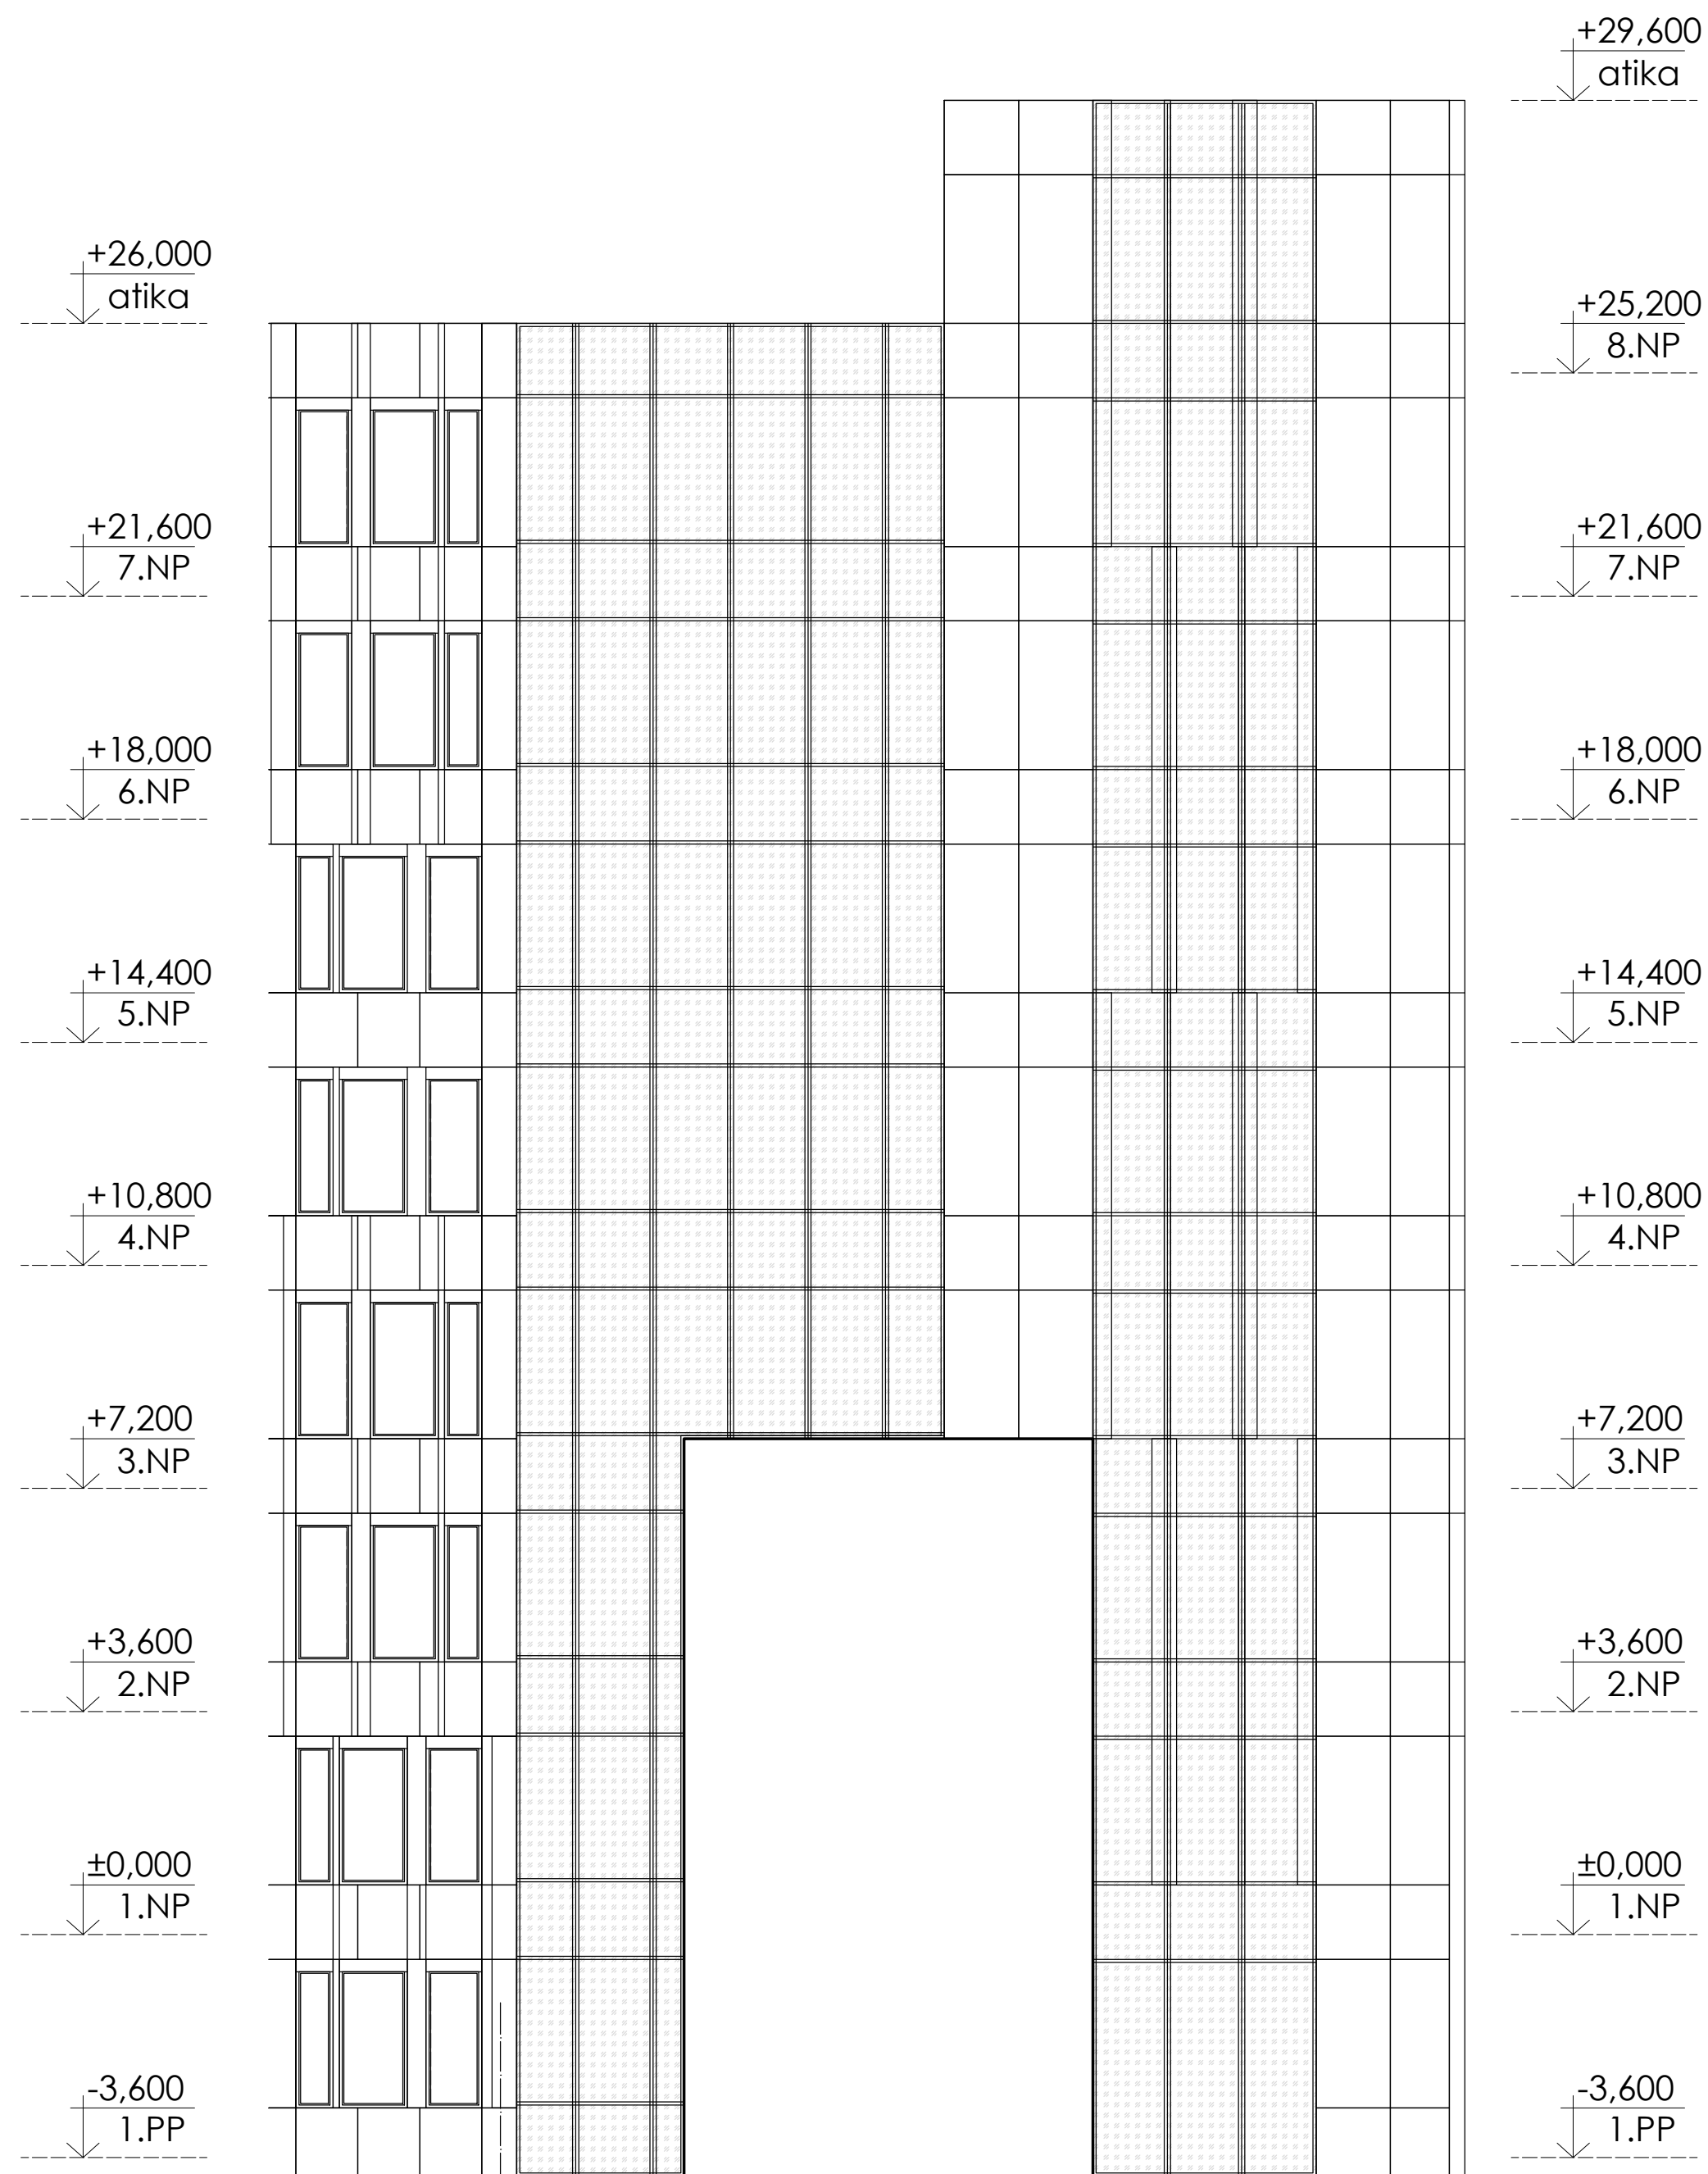 +29,600
atika
+26,000
atika
+25,200
8.NP
+21,600
7.NP
+21,600
7.NP
+18,000
6.NP
+18,000
6.NP
+14,400
5.NP
+14,400
5.NP
+10,800
4.NP
+10,800
4.NP
+7,200
3.NP
+7,200
3.NP
+3,600
2.NP
+3,600
2.NP
±0,000
1.NP
±0,000
1.NP
-3,600
1.PP
-3,600
1.PP